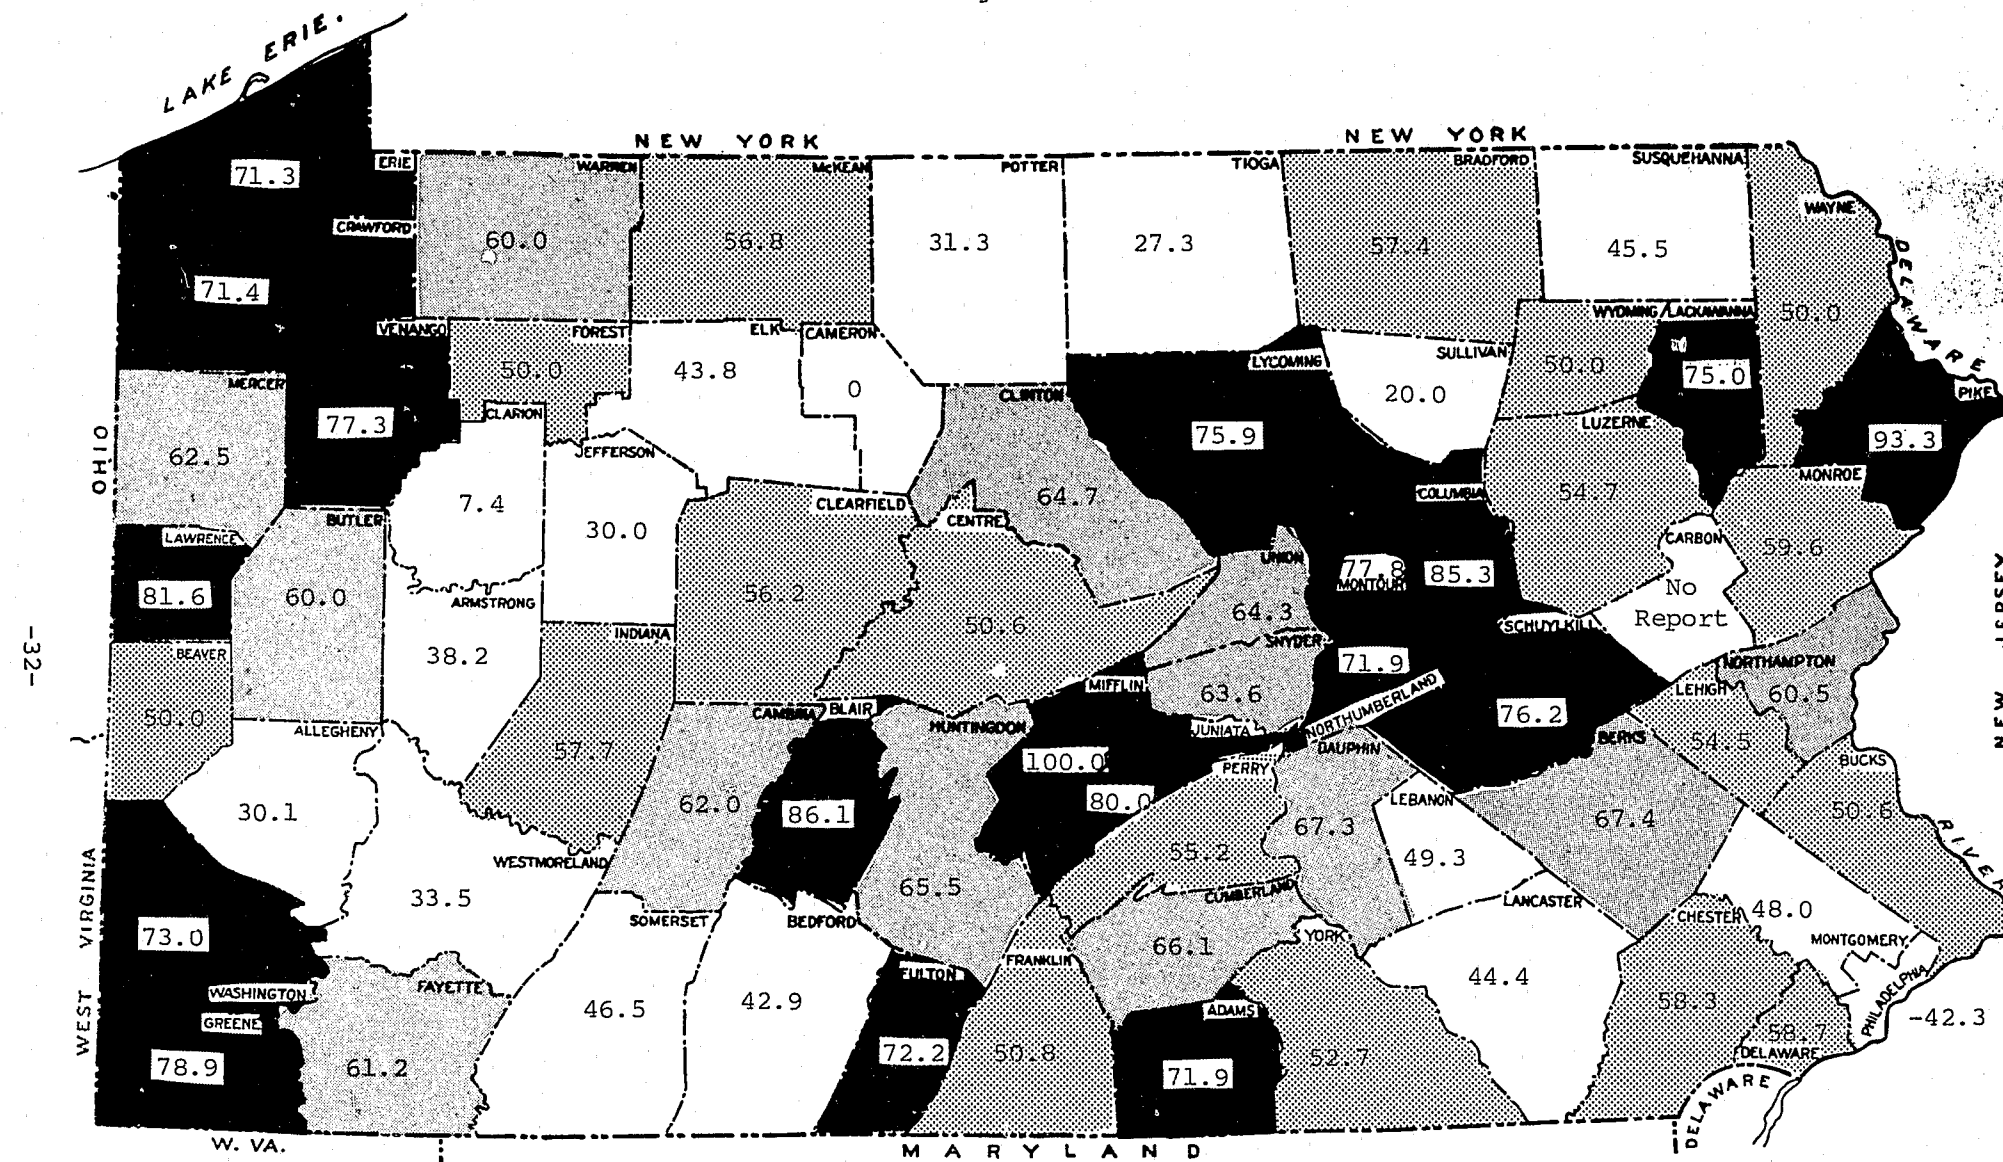 LAKE ERIE.
NEW YORK
NEW YORK
ERIE
WARREN
McKEAN
POTTER
TIOGA
BRADFORD
SUSQUEHANNA
71.3
WAYNE
CRAWFORD
60.0
56.8
31.3
27.3
57.4
45.5
DELAWARE
71.4
WYOMING/LACKAWANNA
50.0
VENANGO
FOREST
ELK
CAMERON
LYCOMING
SULLIVAN
50.0
43.8
0
20.0
50.0
75.0
MERCER
CLARION
CLINTON
PIKE
77.3
75.9
LUZERNE
93.3
OHIO
62.5
JEFFERSON
COLUMBIA
MONROE
7.4
CLEARFIELD
64.7
54.7
BUTLER
30.0
CENTRE
LAWRENCE
UNION
CARBON
59.6
81.6
60.0
ARMSTRONG
56.2
77.8
MONTOUR
85.3
No
Report
NEW JERSEY
64.3
50.6
INDIANA
SNYDER
SCHUYLKILL
-32-
BEAVER
38.2
71.9
NORTHAMPTON
MIFFLIN
63.6
LEHIGH
60.5
50.0
CAMBRIA
BLAIR
HUNTINGDON
JUNIATA
NORTHUMBERLAND
76.2
ALLEGHENY
57.7
DAUPHIN
BERKS
54.5
100.0
PERRY
BUCKS
30.1
62.0
86.1
80.0
LEBANON
67.3
67.4
50.6
RIVER
WESTMORELAND
55.2
49.3
33.5
65.5
CUMBERLAND
WEST VIRGINIA
73.0
SOMERSET
BEDFORD
LANCASTER
CHESTER
48.0
66.1
YORK
MONTGOMERY
FRANKLIN
WASHINGTON
FAYETTE
FULTON
44.4
PHILADELPHIA
GREENE
46.5
42.9
ADAMS
58.3
-42.3
58.7
78.9
61.2
72.2
50.8
71.9
52.7
DELAWARE
DELAWARE
W. VA.
MARYLAND